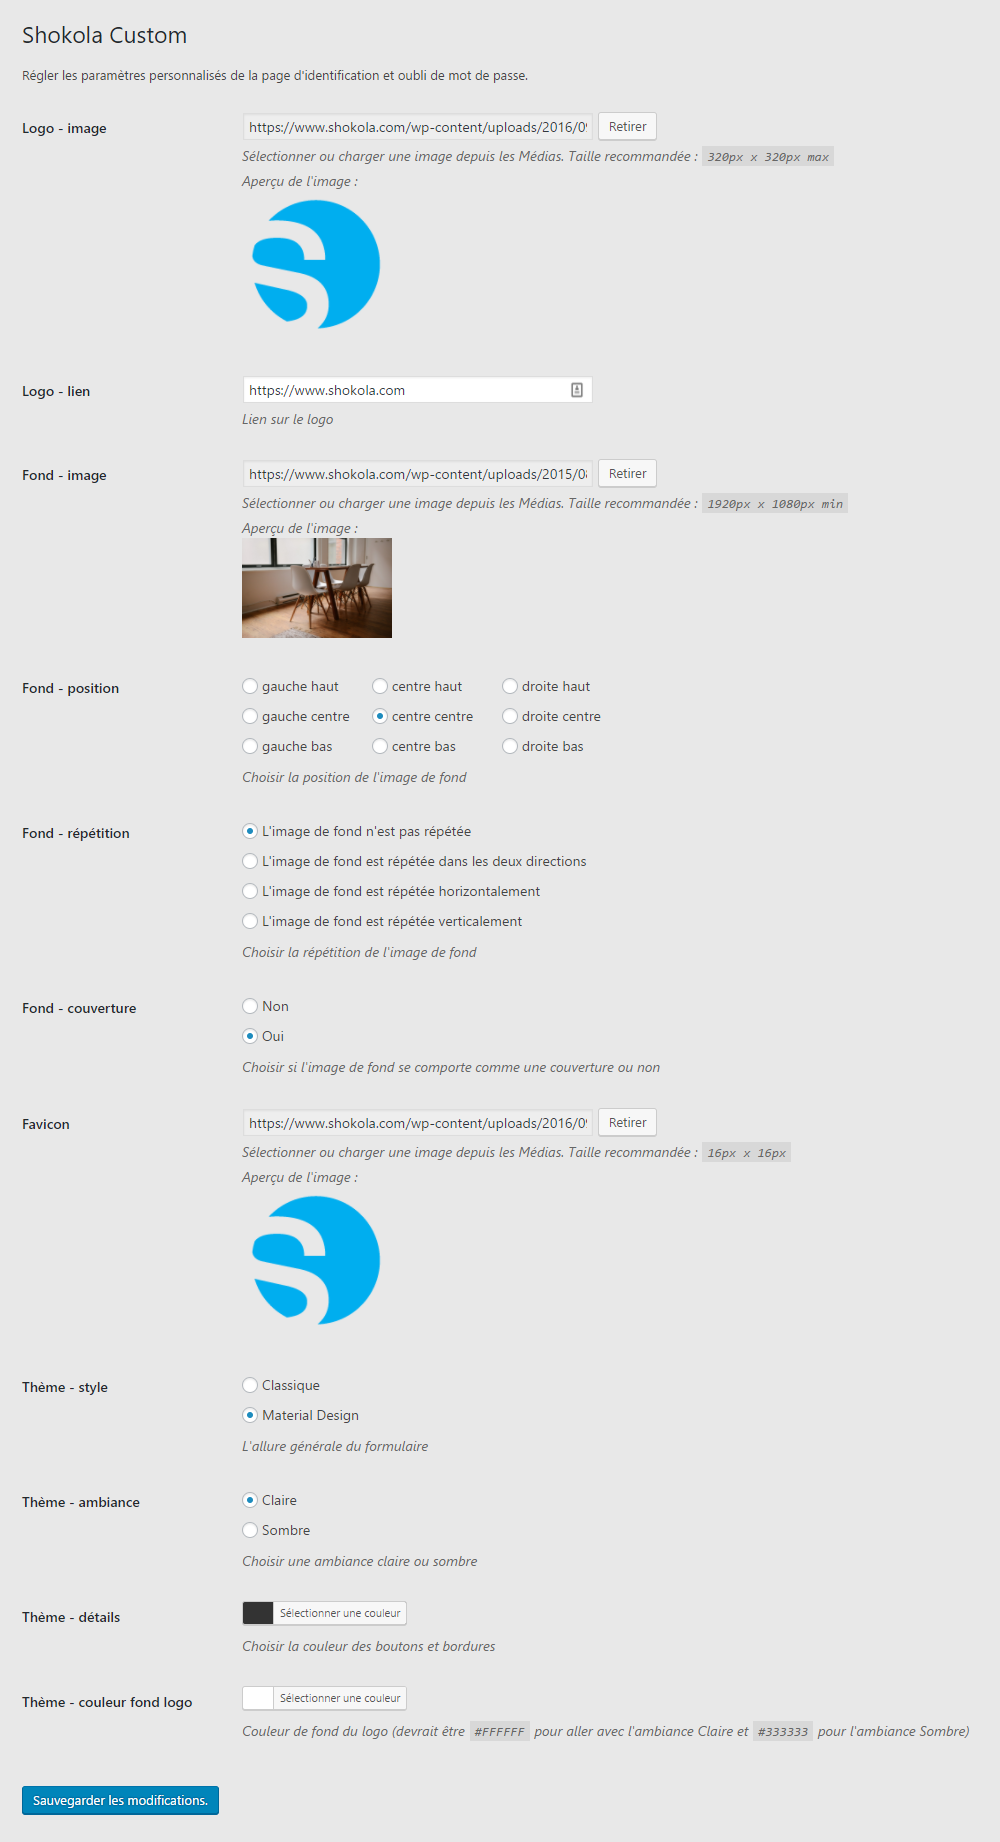 Shokola Custom
Régler les paramètres personnalisés de la page d'identification et oubli de mot de passe.
Logo - image
https://www.shokola.com/wp-content/uploads/2016/09 Retirer
Sélectionner ou charger une image depuis les Médias. Taille recommandée : 320px x 320px max
Aperçu de l'image :
Logo - lien
https://www.shokola.com
Lien sur le logo
Fond - image
https://www.shokola.com/wp-content/uploads/2015/08 Retirer
Sélectionner ou charger une image depuis les Médias. Taille recommandée : 1920px x 1080px min
Aperçu de l'image :
Fond - position
gauche haut centre haut droite haut
gauche centre centre centre droite centre
gauche bas centre bas droite bas
Choisir la position de l'image de fond
Fond - répétition
L'image de fond n'est pas répétée
L'image de fond est répétée dans les deux directions
L'image de fond est répétée horizontalement
L'image de fond est répétée verticalement
Choisir la répétition de l'image de fond
Fond - couverture
Non
Oui
Choisir si l'image de fond se comporte comme une couverture ou non
Favicon
https://www.shokola.com/wp-content/uploads/2016/09 Retirer
Sélectionner ou charger une image depuis les Médias. Taille recommandée : 16px x 16px
Aperçu de l'image :
Thème - style
Classique
Material Design
L'allure générale du formulaire
Thème - ambiance
Claire
Sombre
Choisir une ambiance claire ou sombre
Thème - détails
Sélectionner une couleur
Choisir la couleur des boutons et bordures
Thème - couleur fond logo
Sélectionner une couleur
Couleur de fond du logo (devrait être #FFFFFF pour aller avec l'ambiance Claire et #333333 pour l'ambiance Sombre)
Sauvegarder les modifications.